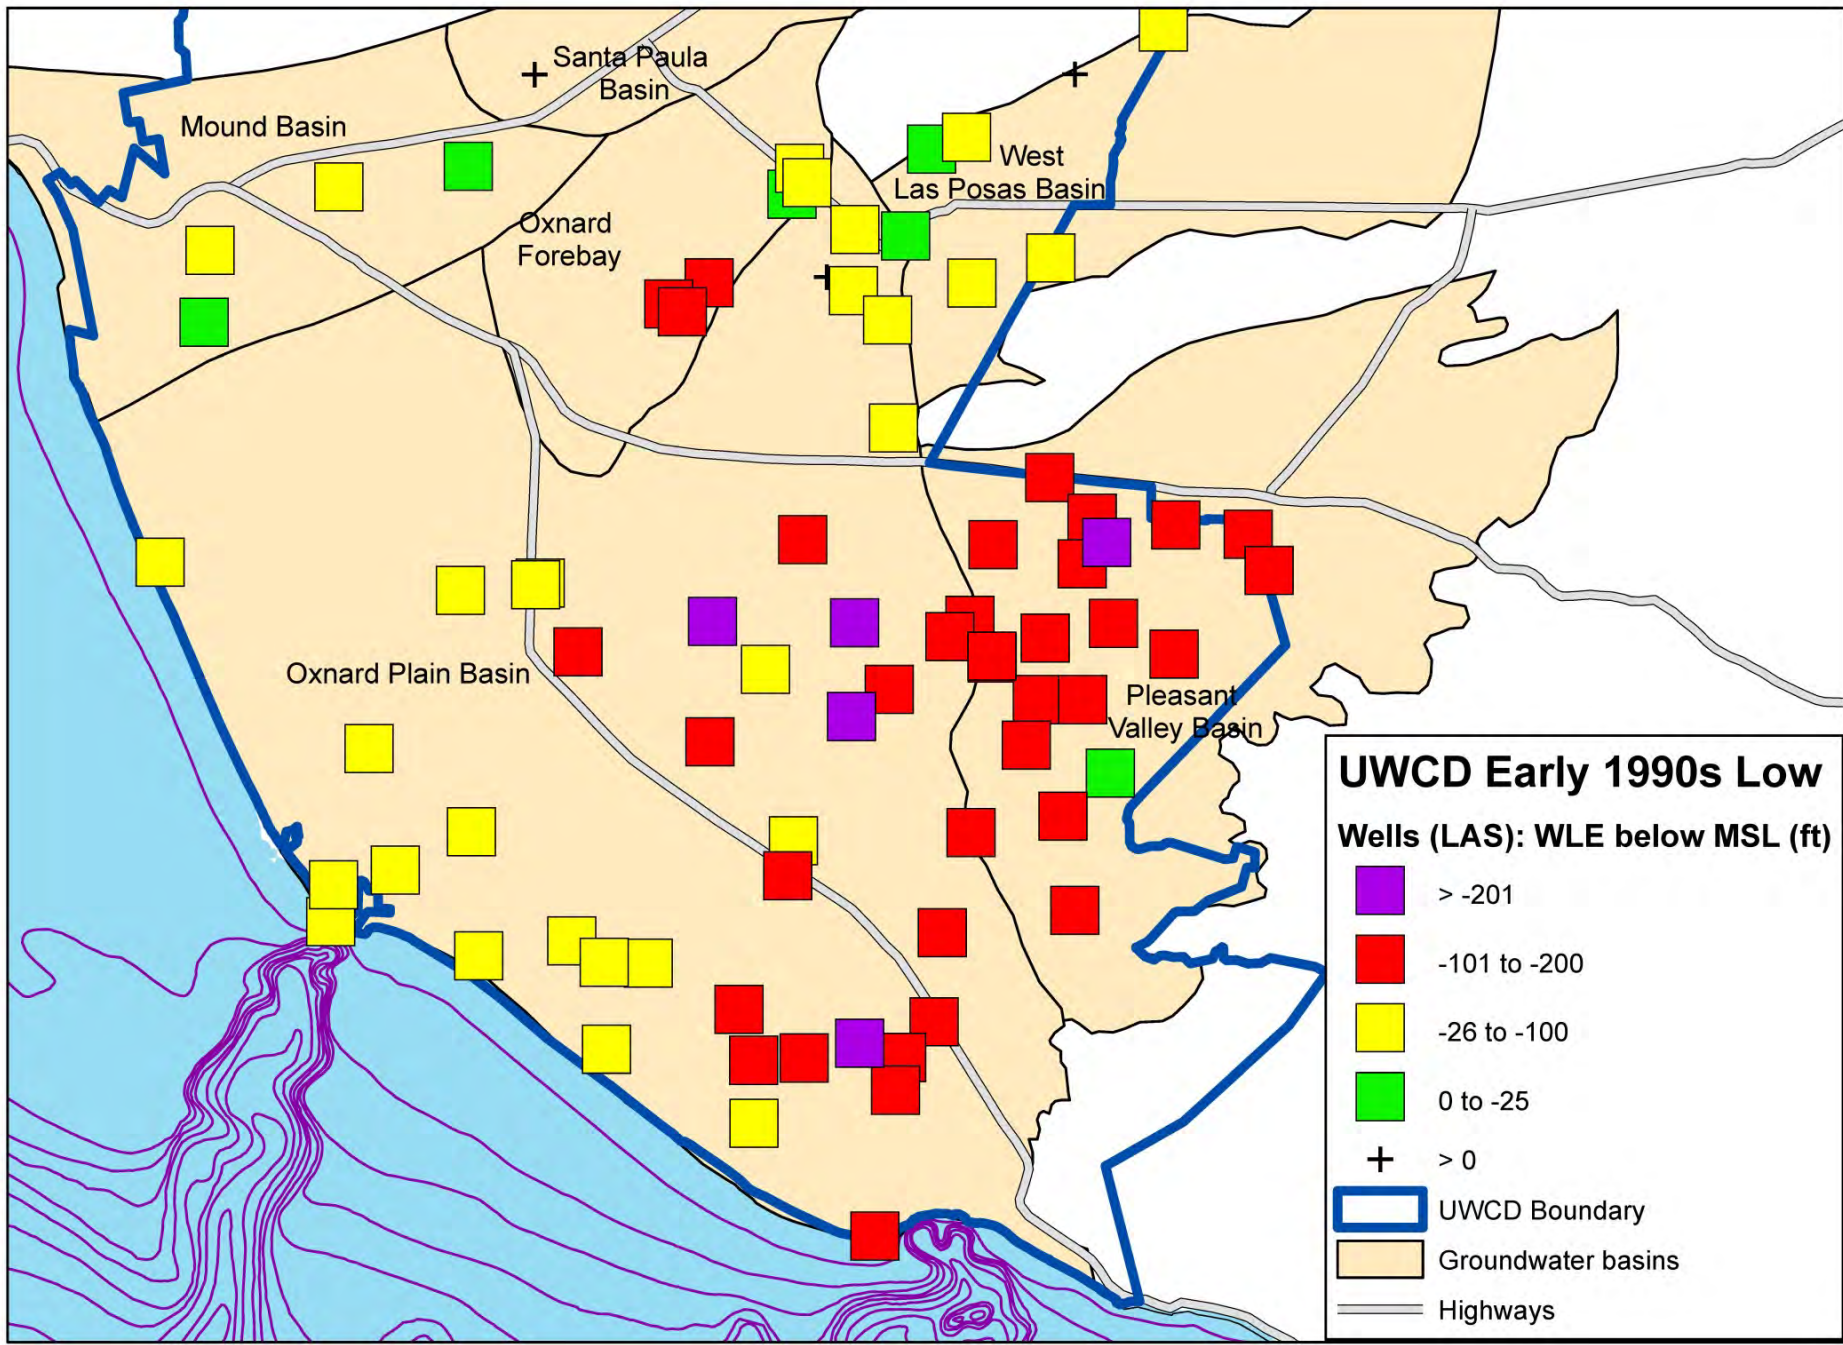 Santa Paula
Basin
Mound Basin
West
Las Posas Basin
Oxnard
Forebay
Oxnard Plain Basin
Pleasant
Valley Basin
UWCD Early 1990s Low
Wells (LAS): WLE below MSL (ft)
> -201
-101 to -200
-26 to -100
0 to -25
> 0
UWCD Boundary
Groundwater basins
Highways